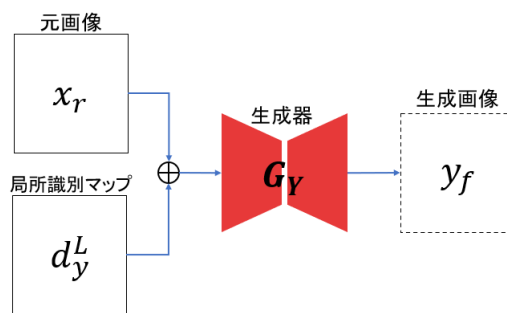 元画像
x_r
生成器
生成画像
G_Y
y_f
局所識別マップ
d_y^L